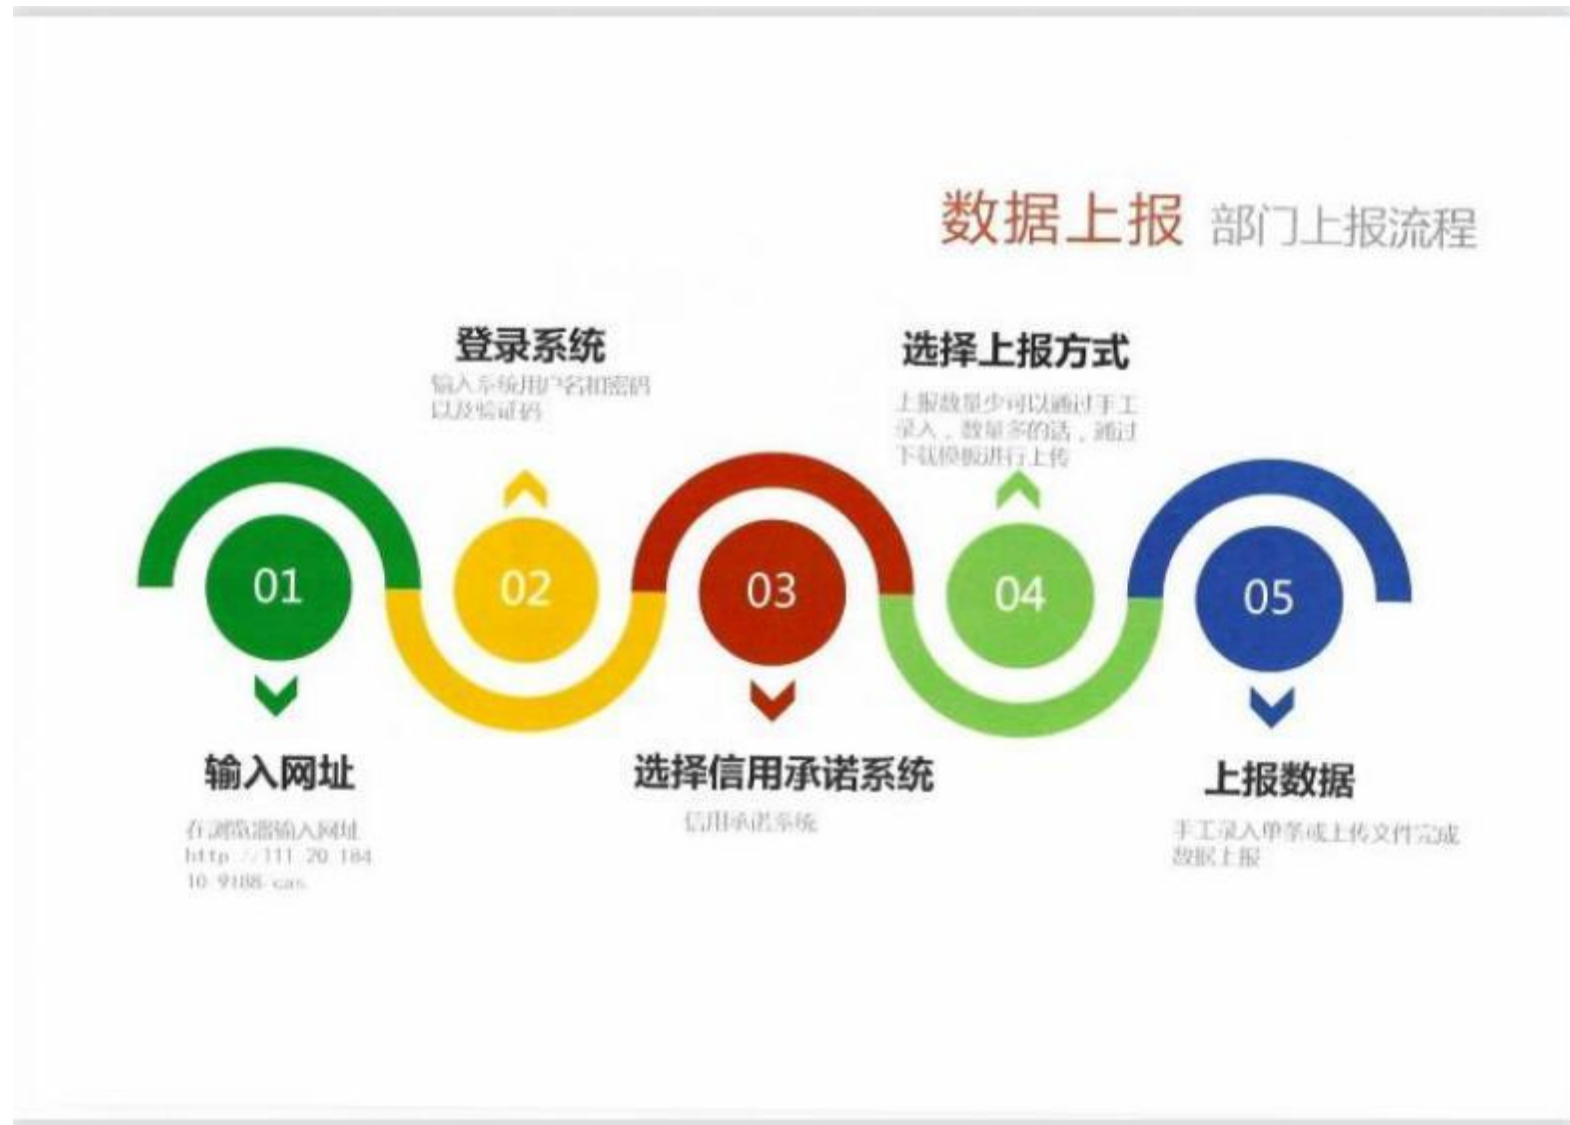 数据上报 部门上报流程
登录系统
输入系统用户名和密码
以及验证码
选择上报方式
上报数量少可以通过手工
录入，数量多的话，通过
下载模板进行上传
01
02
03
04
05
输入网址
在浏览器输入网址
选择信用承诺系统
信用承诺系统
上报数据
手工录入单条或上传文件完成
数据上报